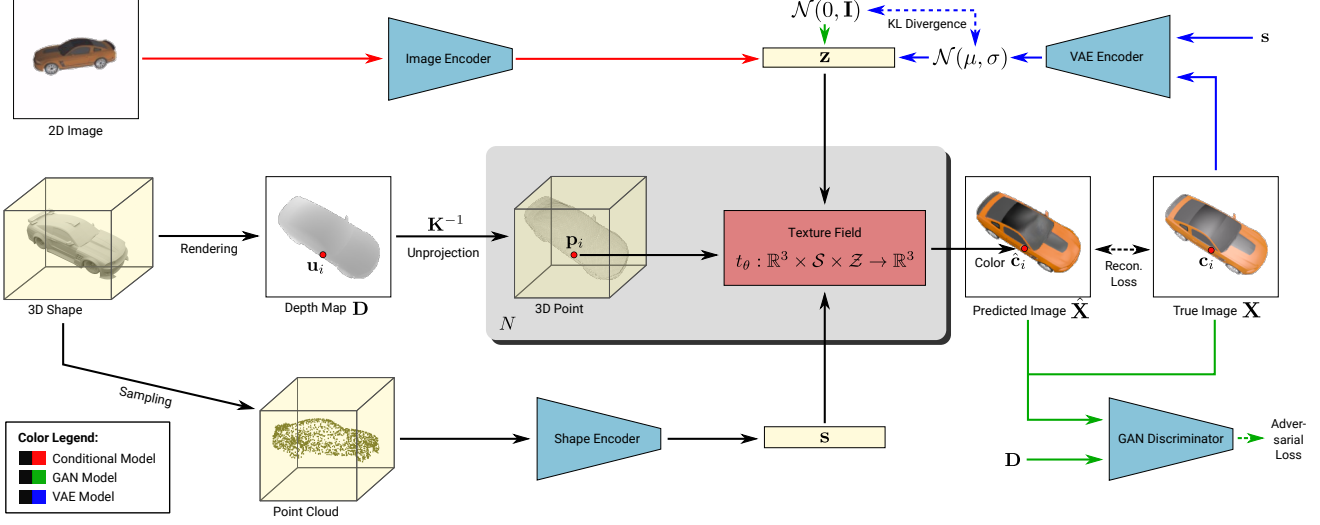 2D Image
Image Encoder
𝒩(0, I)
KL Divergence
z
𝒩(μ, σ)
VAE Encoder
s
3D Shape
Rendering
u_i
Depth Map D
K^{-1}
Unprojection
p_i
3D Point
N
Texture Field
t_θ : ℝ^3 × 𝒮 × 𝒵 → ℝ^3
Color ĉ_i
Predicted Image X̂
Recon.
Loss
c_i
True Image X
Sampling
Point Cloud
Shape Encoder
s
D
GAN Discriminator
Adver-
sarial
Loss
Color Legend:
Conditional Model
GAN Model
VAE Model